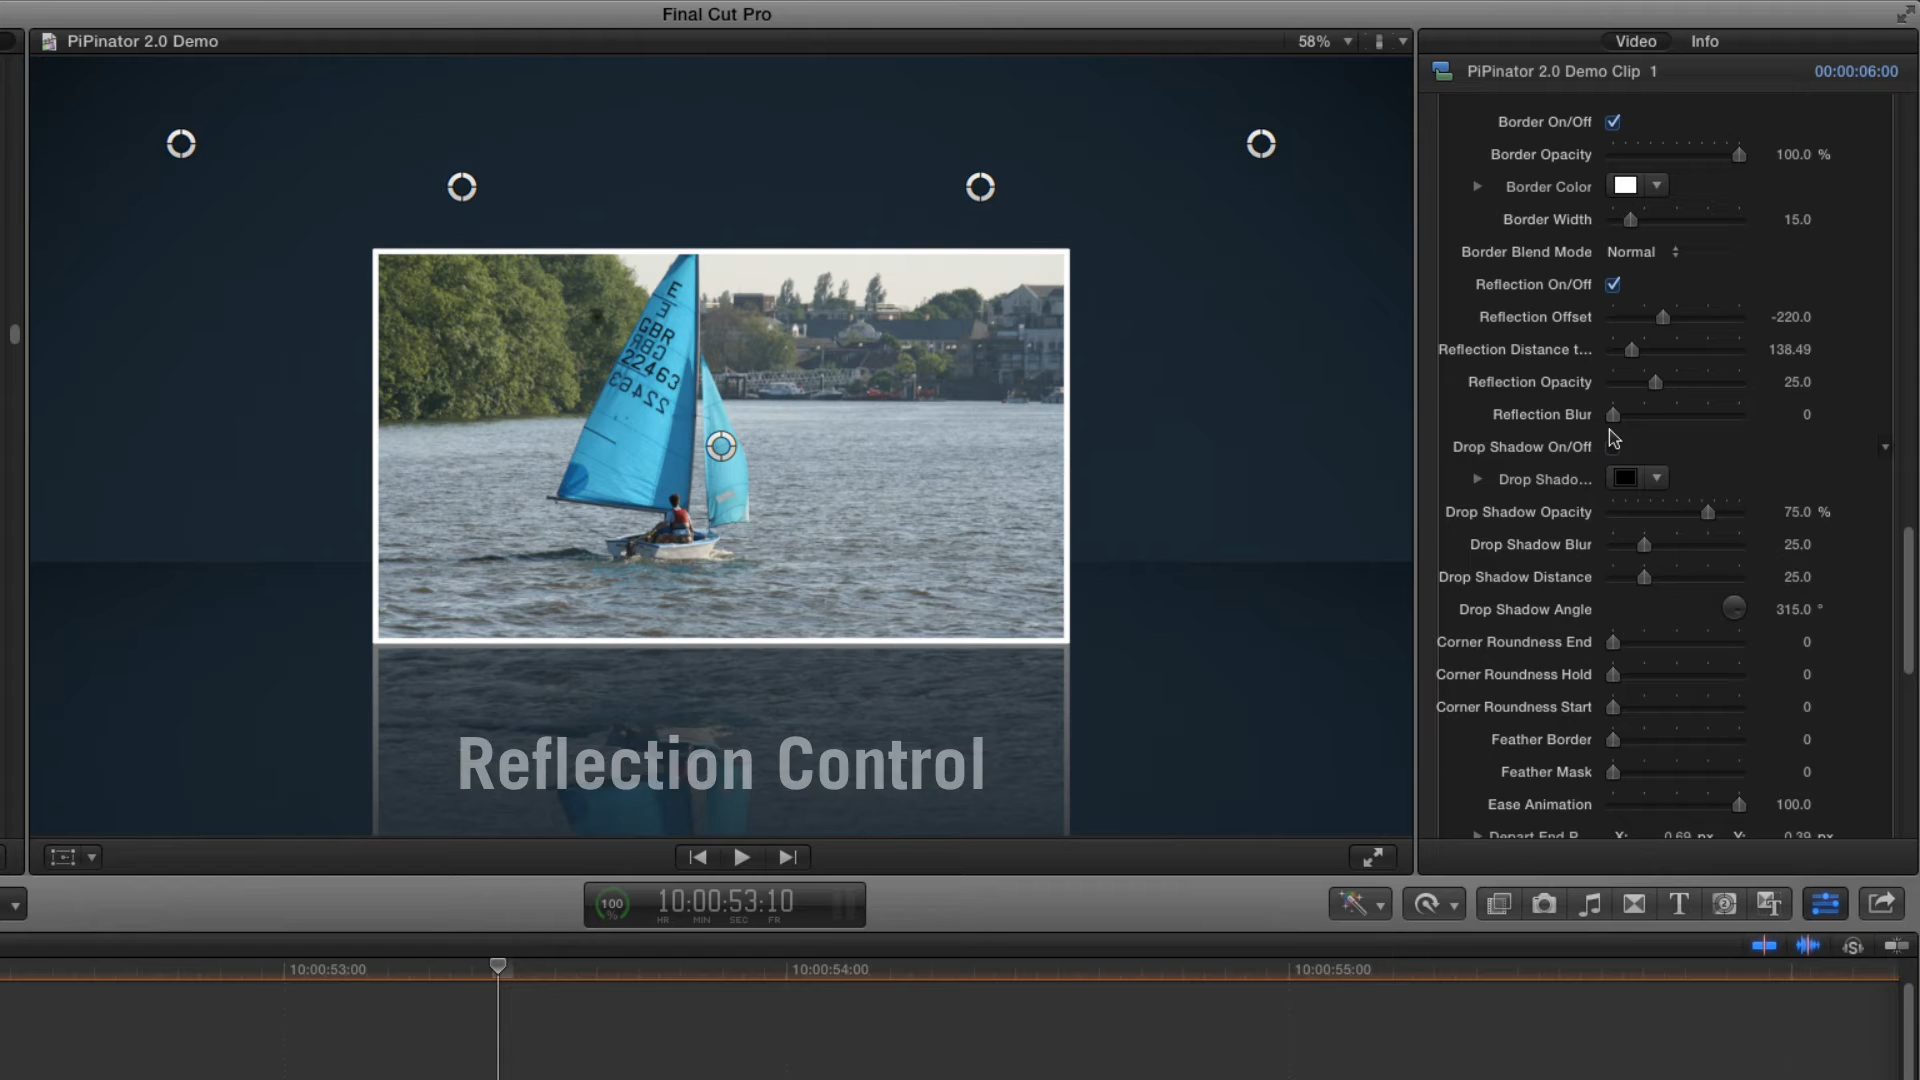 Final Cut Pro
PiPinator 2.0 Demo
58%
Video
Info
PiPinator 2.0 Demo Clip 1
00:00:06:00
Border On/Off
Border Opacity 100.0 %
Border Color
Border Width 15.0
Border Blend Mode Normal
Reflection On/Off
Reflection Offset -220.0
Reflection Distance t... 138.49
Reflection Opacity 25.0
Reflection Blur 0
Drop Shadow On/Off
Drop Shado...
Drop Shadow Opacity 75.0 %
Drop Shadow Blur 25.0
Drop Shadow Distance 25.0
Drop Shadow Angle 315.0 °
Corner Roundness End 0
Corner Roundness Hold 0
Corner Roundness Start 0
Feather Border 0
Feather Mask 0
Ease Animation 100.0
E
GBR
22463
Reflection Control
100
%
10:00:53:10
HR MIN SEC FR
10:00:53:00
10:00:54:00
10:00:55:00